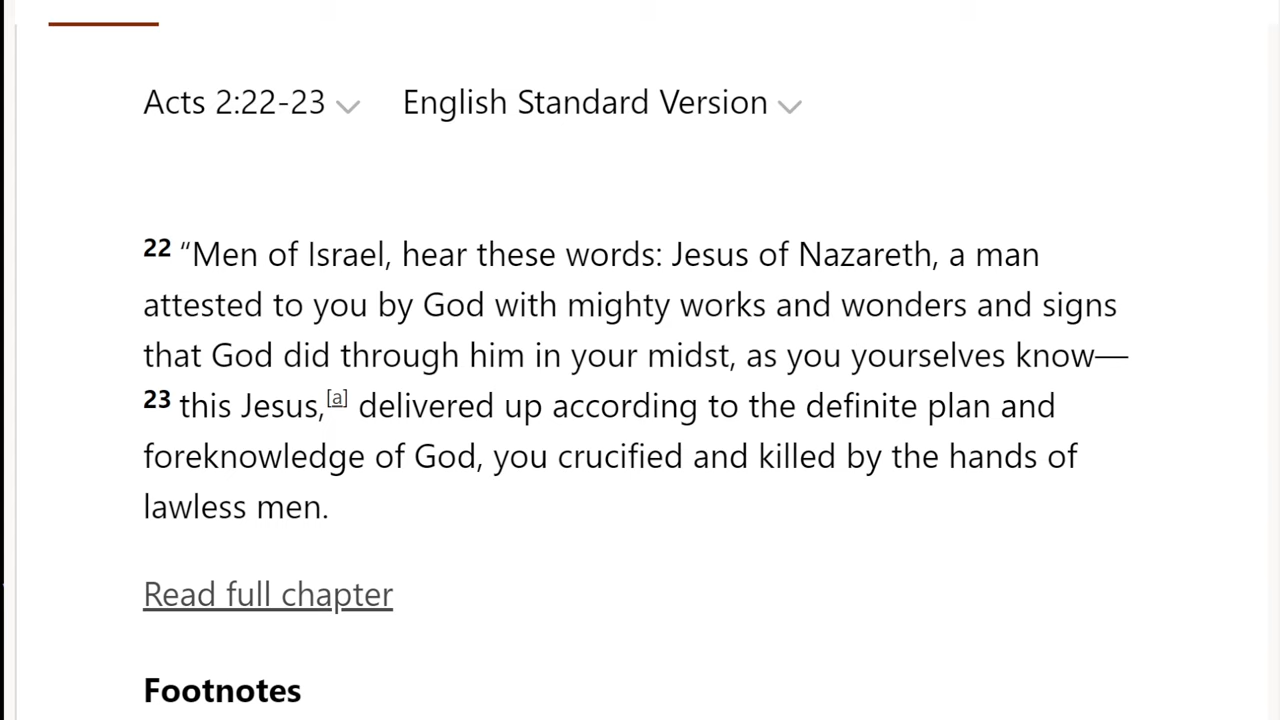 Acts 2:22-23 English Standard Version
22 “Men of Israel, hear these words: Jesus of Nazareth, a man
attested to you by God with mighty works and wonders and signs
that God did through him in your midst, as you yourselves know—
23 this Jesus,[a] delivered up according to the definite plan and
foreknowledge of God, you crucified and killed by the hands of
lawless men.
Read full chapter
Footnotes